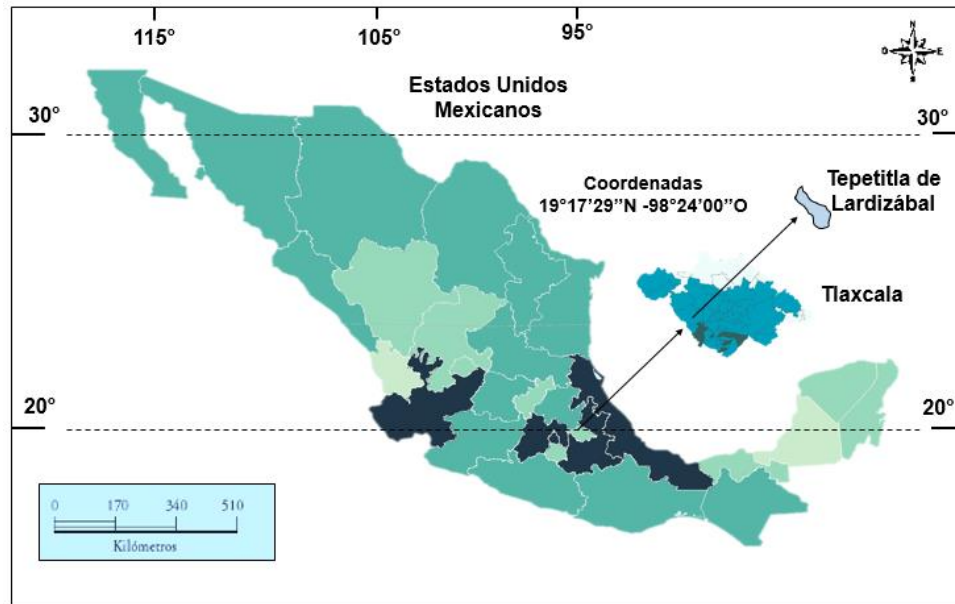 115° 105° 95°
N
O E
S
Estados Unidos
Mexicanos
30° 30°
Coordenadas
19°17’29”N -98°24’00”O
Tepetitla de
Lardizábal
Tlaxcala
20° 20°
0 170 340 510
Kilómetros